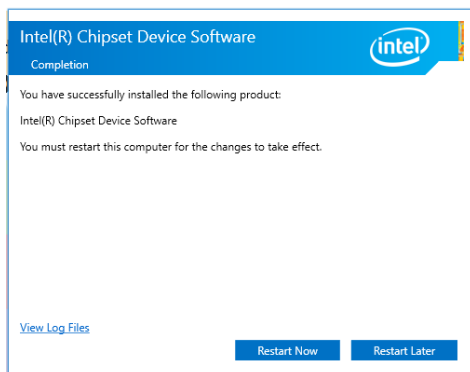 Intel(R) Chipset Device Software
intel
Completion
You have successfully installed the following product:
Intel(R) Chipset Device Software
You must restart this computer for the changes to take effect.
View Log Files
Restart Now
Restart Later